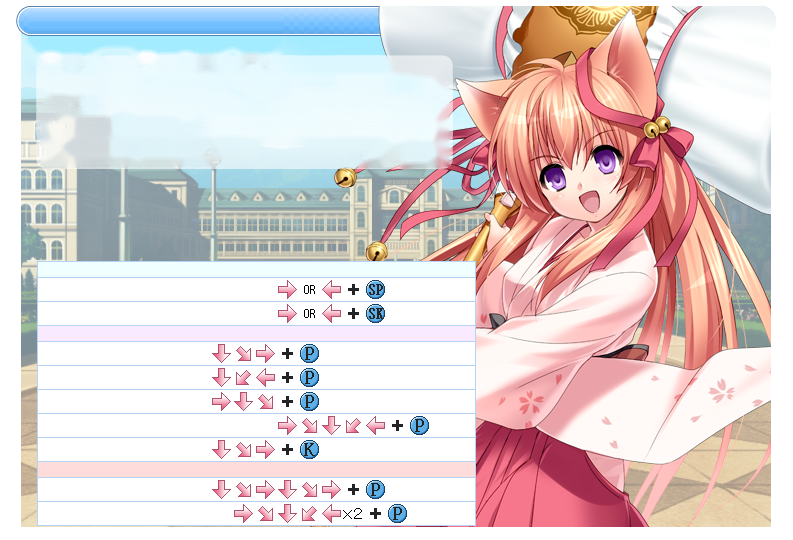 ⇨ OR ⇦ + SP
⇨ OR ⇦ + SK
⇩ ⬂ ⇨ + P
⇩ ⬃ ⇦ + P
⇨ ⇩ ⬂ + P
⇨ ⬂ ⇩ ⬃ ⇦ + P
⇩ ⬂ ⇨ + K
⇩ ⬂ ⇨ ⇩ ⬂ ⇨ + P
⇨ ⬂ ⇩ ⬃ ⇦ ×2 + P